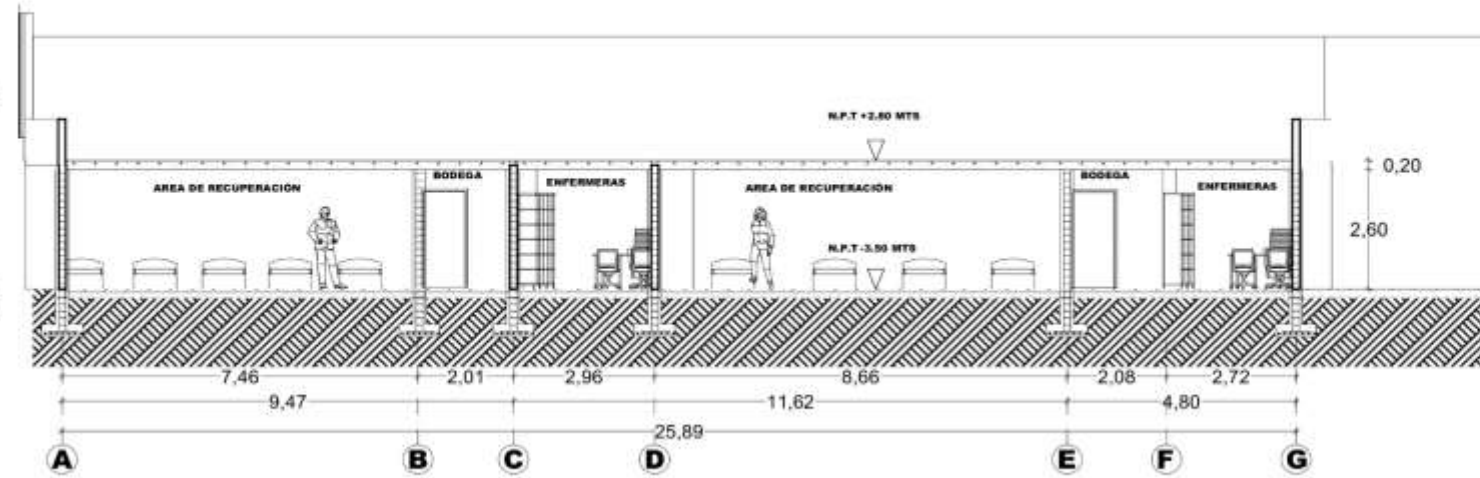 N.P.T +2.80 MTS
0,20
BODEGA
BODEGA
AREA DE RECUPERACIÓN
ENFERMERAS
AREA DE RECUPERACIÓN
ENFERMERAS
2,60
N.P.T -3.50 MTS
7,46 2,01 2,96 8,66 2,08 2,72
9,47 11,62 4,80
25,89
A B C D E F G